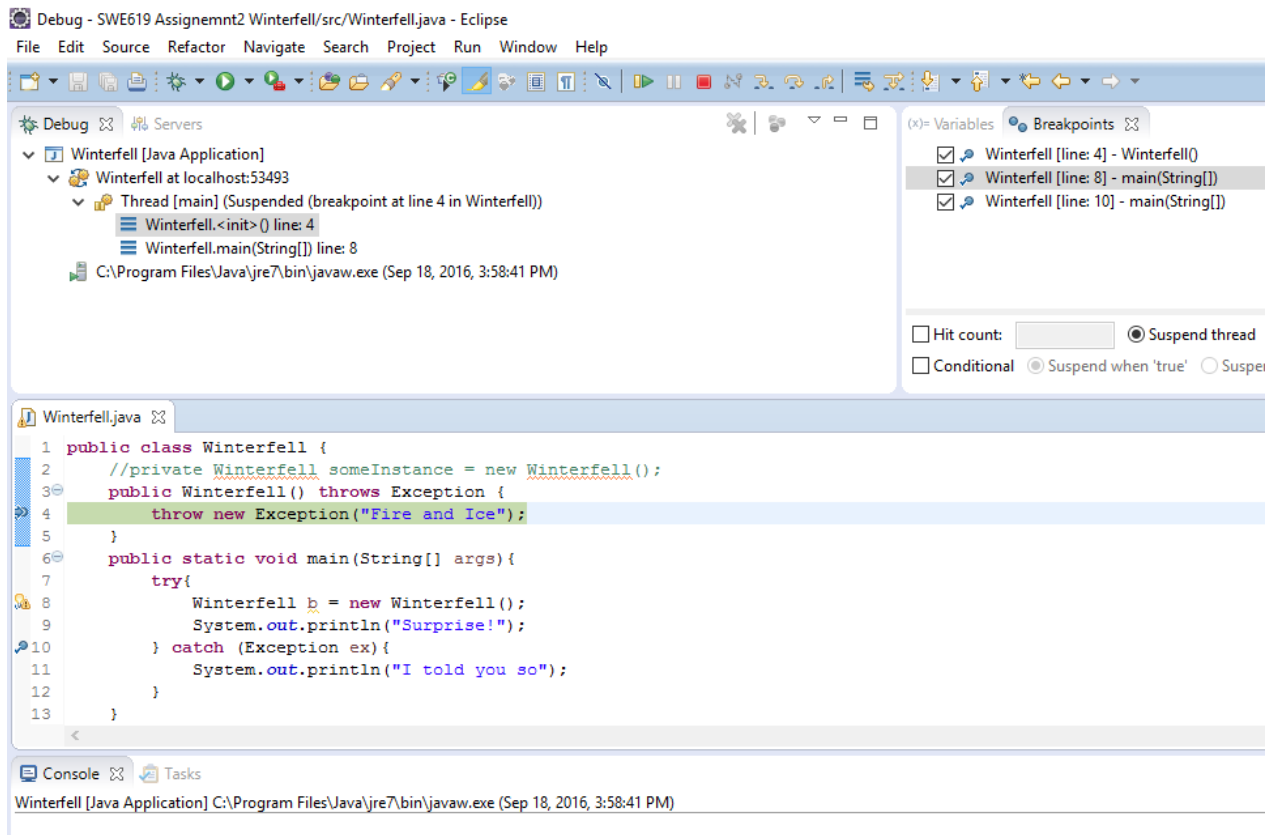 Debug - SWE619 Assignemnt2 Winterfell/src/Winterfell.java - Eclipse
File Edit Source Refactor Navigate Search Project Run Window Help
Debug Servers
Winterfell [Java Application]
Winterfell at localhost:53493
Thread [main] (Suspended (breakpoint at line 4 in Winterfell))
Winterfell.<init>() line: 4
Winterfell.main(String[]) line: 8
C:\Program Files\Java\jre7\bin\javaw.exe (Sep 18, 2016, 3:58:41 PM)
(x)= Variables Breakpoints
Winterfell [line: 4] - Winterfell()
Winterfell [line: 8] - main(String[])
Winterfell [line: 10] - main(String[])
Hit count: Suspend thread
Conditional Suspend when 'true' Suspe
Winterfell.java
1 public class Winterfell {
2 //private Winterfell someInstance = new Winterfell();
3 public Winterfell() throws Exception {
4 throw new Exception("Fire and Ice");
5 }
6 public static void main(String[] args){
7 try{
8 Winterfell b = new Winterfell();
9 System.out.println("Surprise!");
10 } catch (Exception ex){
11 System.out.println("I told you so");
12 }
13 }
Console Tasks
Winterfell [Java Application] C:\Program Files\Java\jre7\bin\javaw.exe (Sep 18, 2016, 3:58:41 PM)